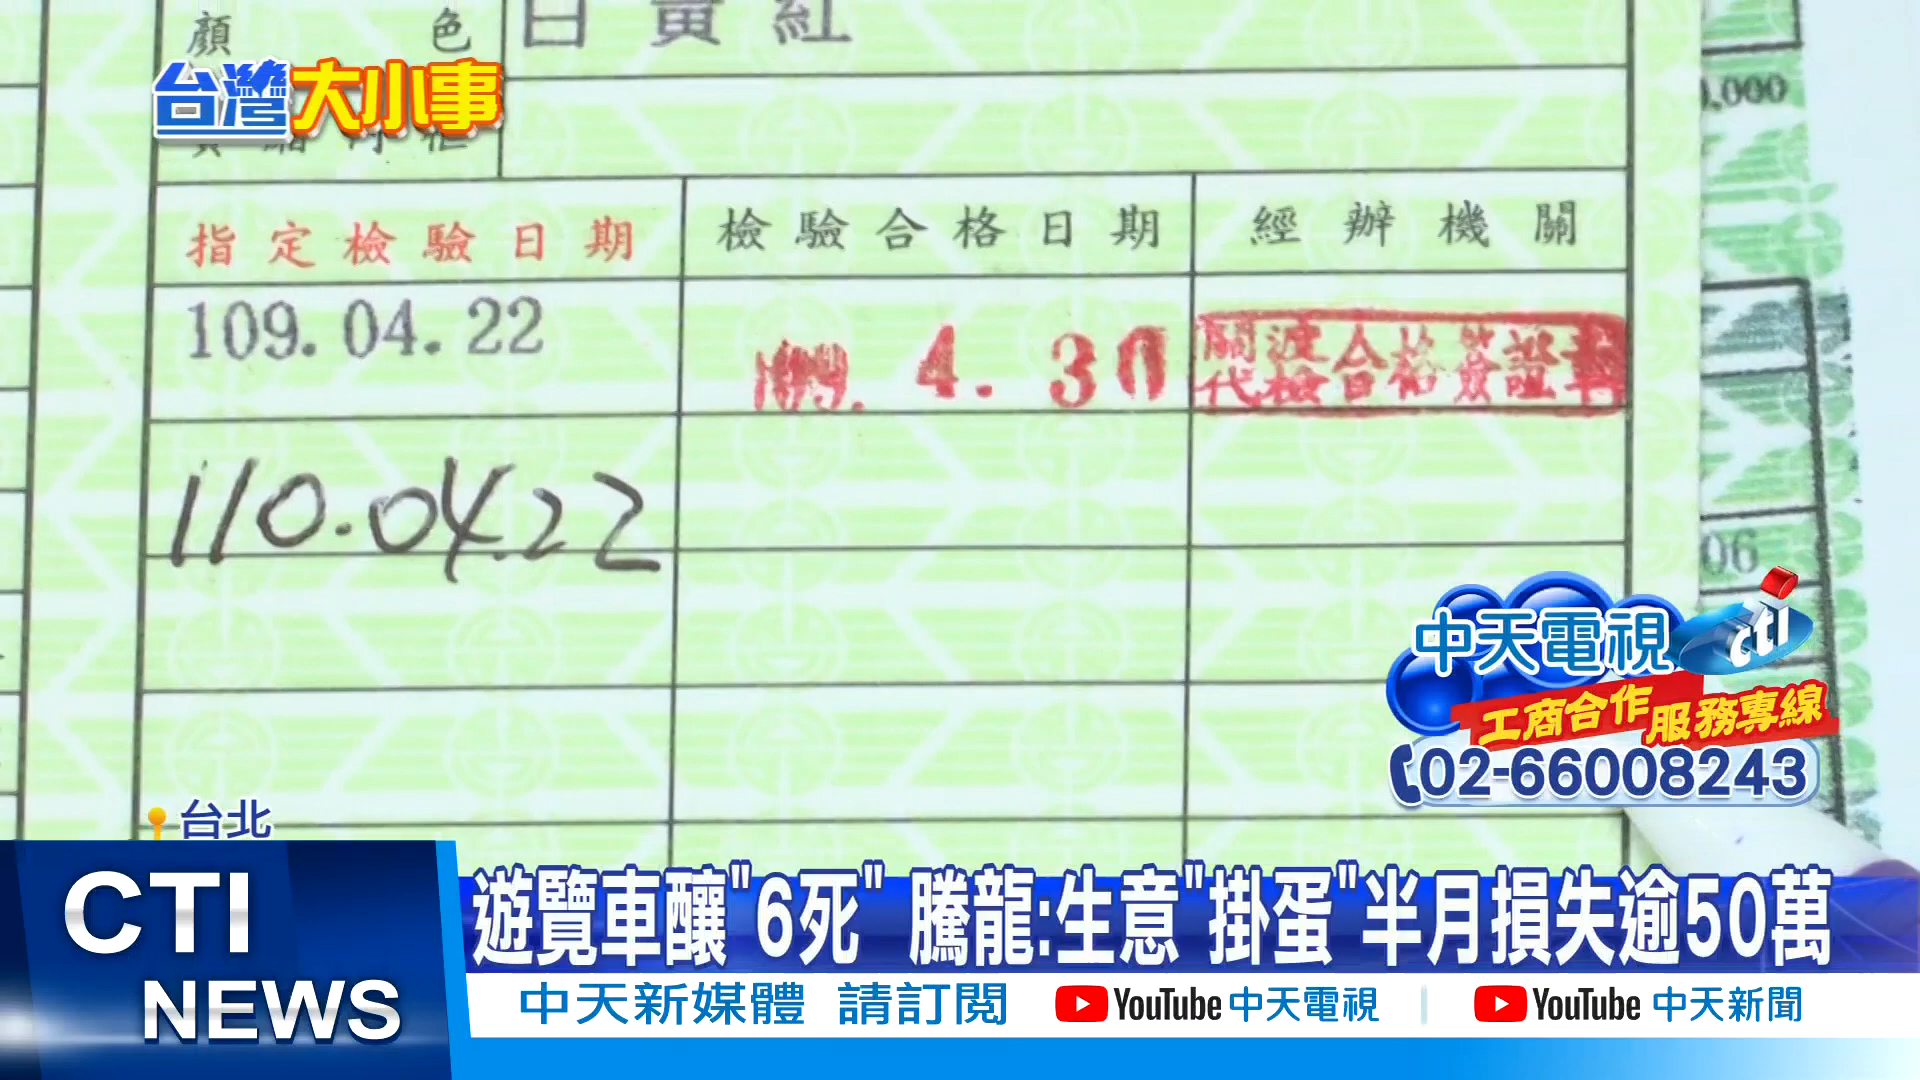 顏色
白黃紅
台灣大小事
,000
指定檢驗日期
檢驗合格日期
經辦機關
109.04.22
109.4.30
關渡
代檢
合格簽證章
110.04.22
06
中天電視
cti
工商合作 服務專線
02-66008243
台北
CTI
NEWS
遊覽車釀"6死" 騰龍:生意"掛蛋"半月損失逾50萬
中天新媒體 請訂閱 YouTube 中天電視 | YouTube 中天新聞